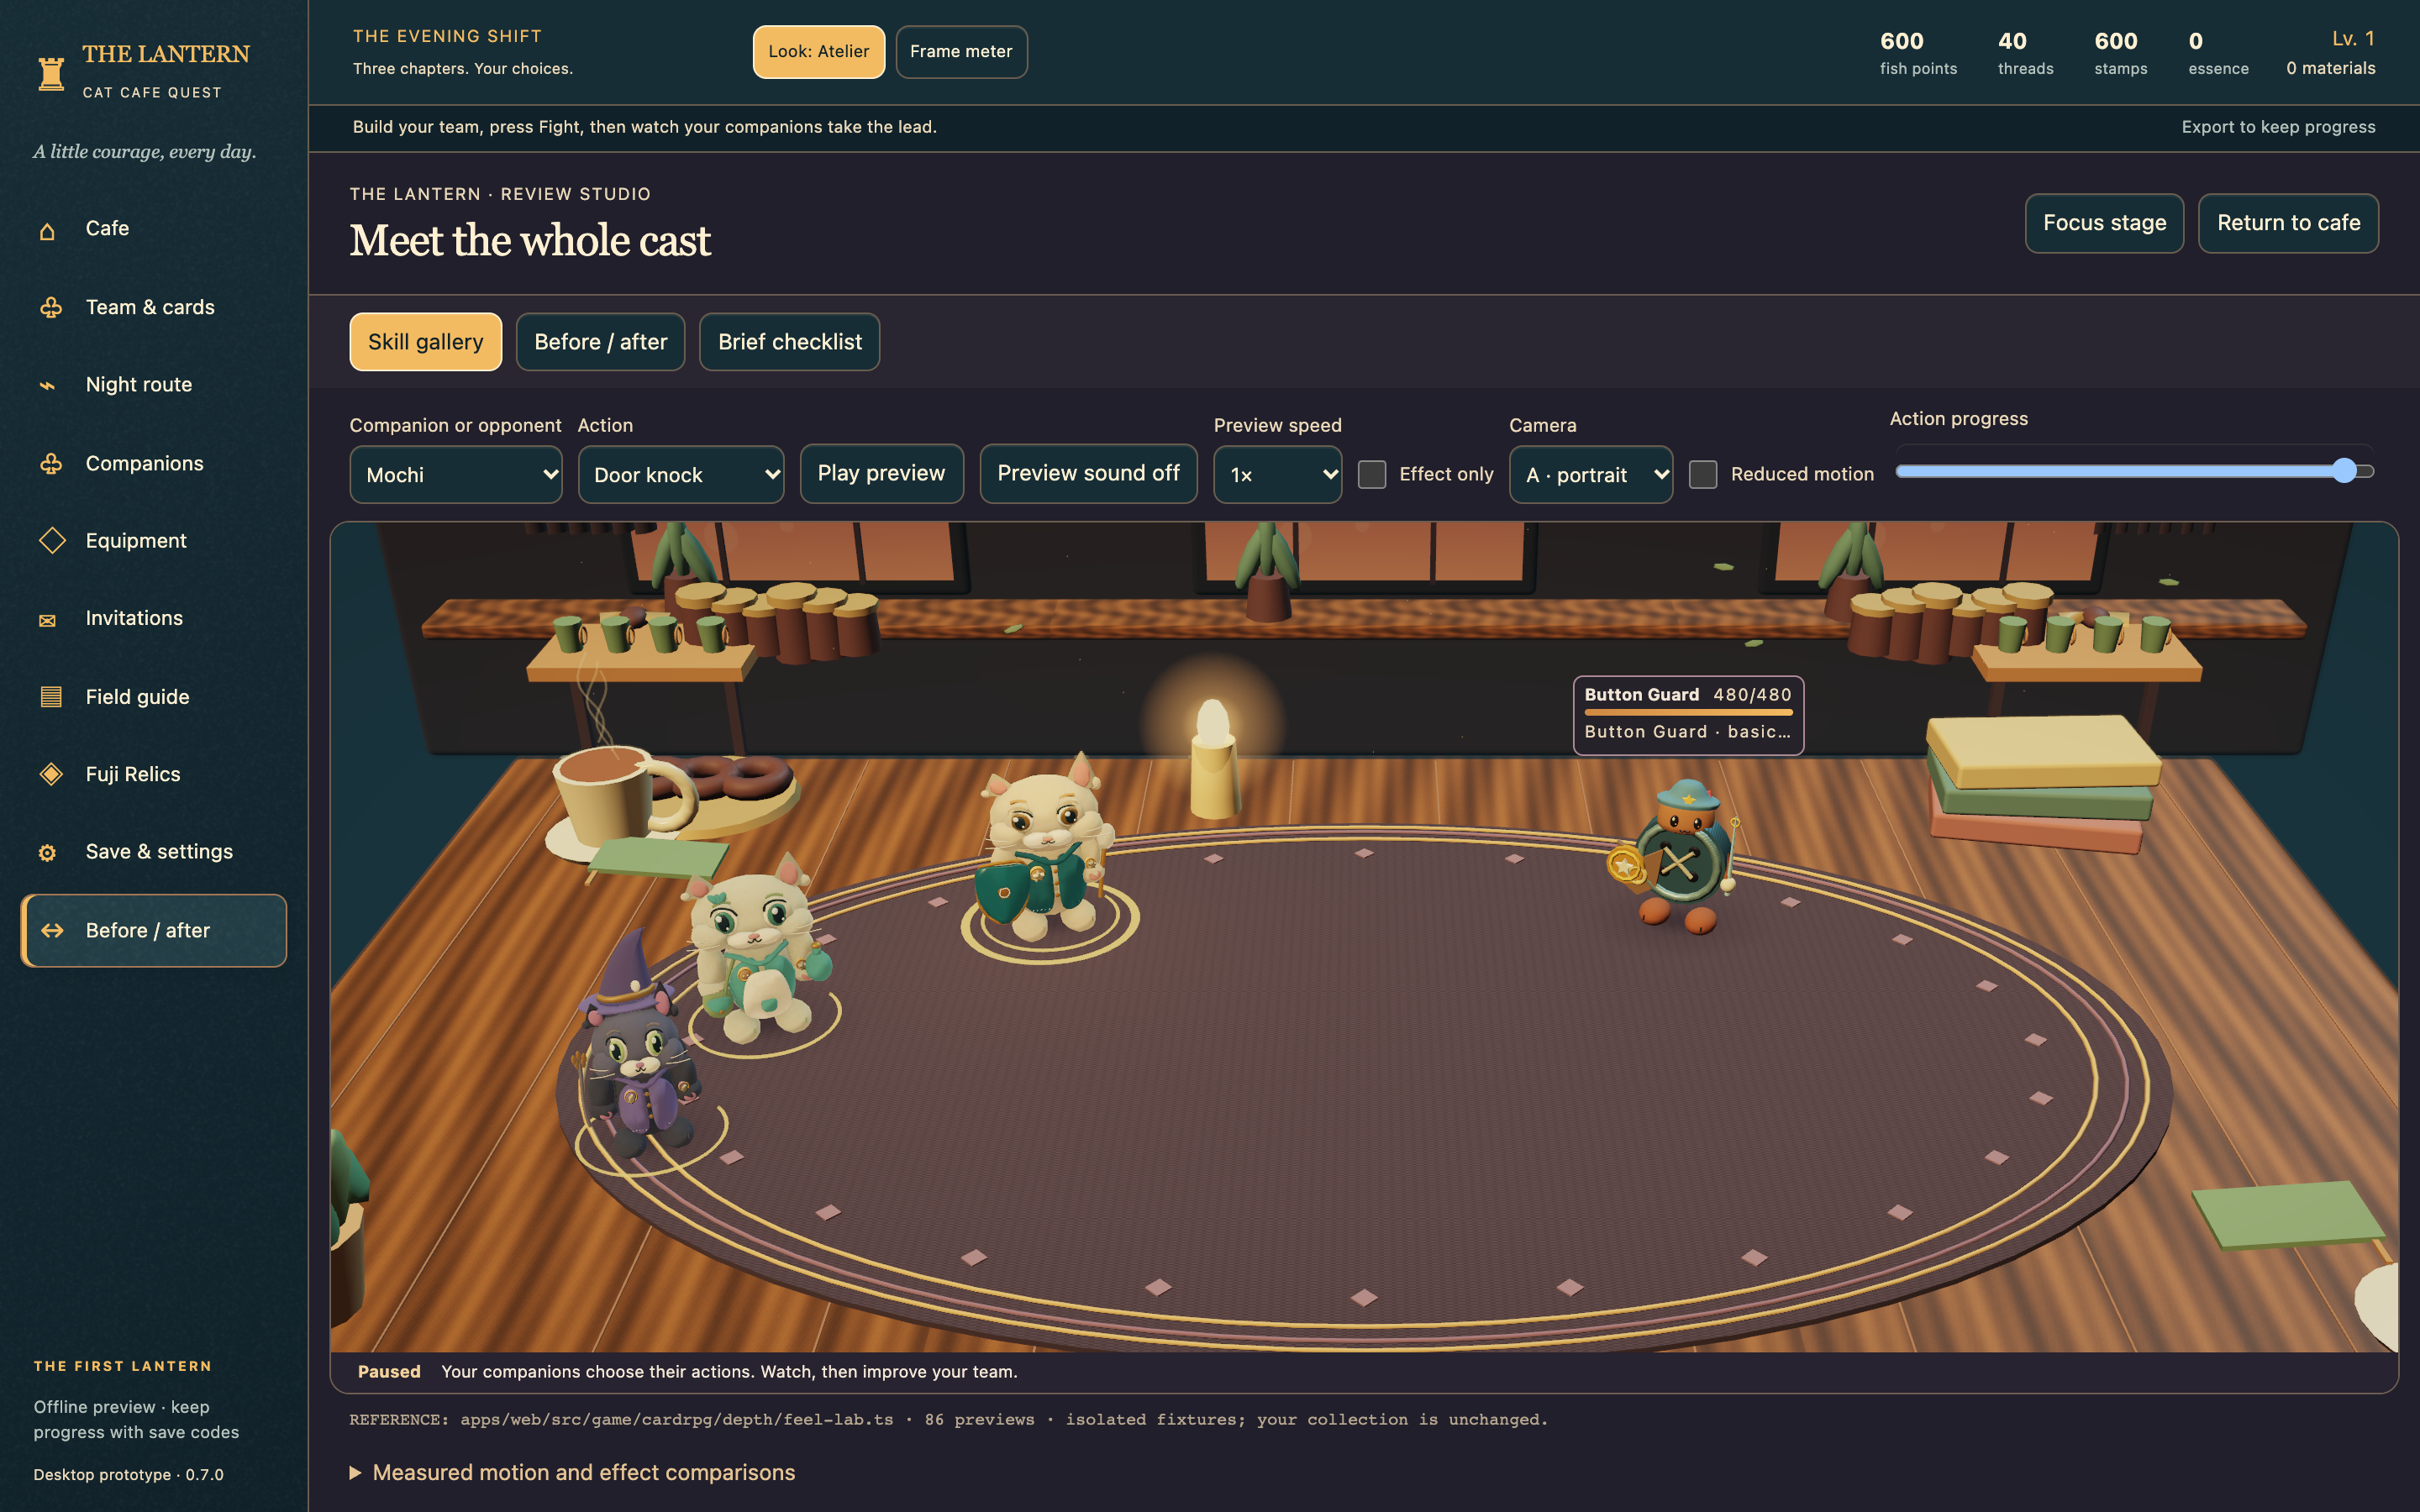 THE LANTERN
CAT CAFE QUEST
A little courage, every day.
Cafe
Team & cards
Night route
Companions
Equipment
Invitations
Field guide
Fuji Relics
Save & settings
Before / after
THE FIRST LANTERN
Offline preview · keep
progress with save codes
Desktop prototype · 0.7.0
THE EVENING SHIFT
Three chapters. Your choices.
Look: Atelier
Frame meter
600
fish points
40
threads
600
stamps
0
essence
Lv. 1
0 materials
Build your team, press Fight, then watch your companions take the lead.
Export to keep progress
THE LANTERN · REVIEW STUDIO
Meet the whole cast
Focus stage
Return to cafe
Skill gallery
Before / after
Brief checklist
Companion or opponent
Mochi
Action
Door knock
Play preview
Preview sound off
Preview speed
1×
Effect only
Camera
A · portrait
Reduced motion
Action progress
Button Guard 480/480
Button Guard · basic...
Paused Your companions choose their actions. Watch, then improve your team.
REFERENCE: apps/web/src/game/cardrpg/depth/feel-lab.ts · 86 previews · isolated fixtures; your collection is unchanged.
Measured motion and effect comparisons